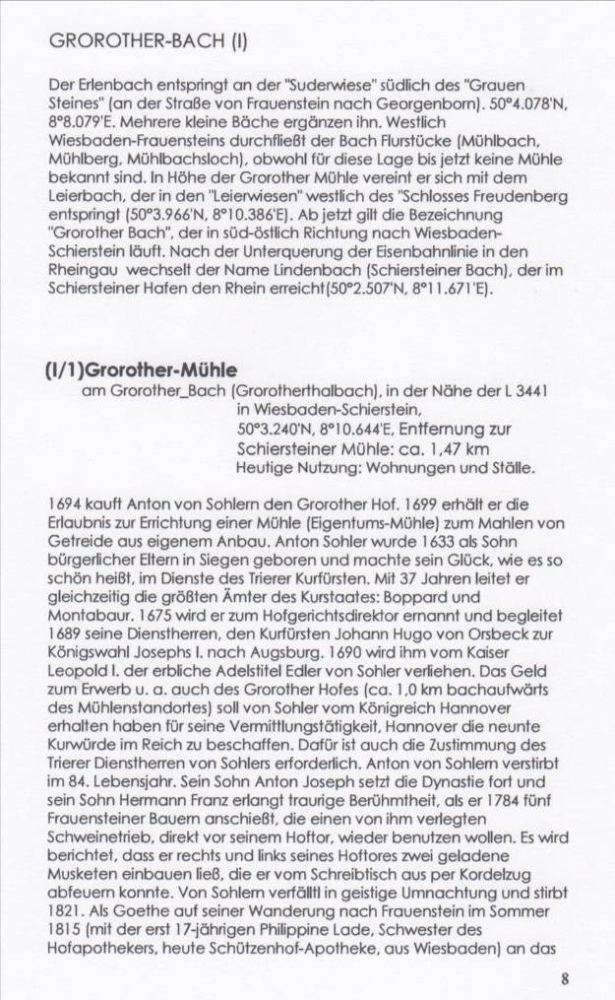 GROROTHER-BACH (I)
Der Erlenbach entspringt an der "Suderwiese" südlich des "Grauen
Steines" (an der Straße von Frauenstein nach Georgenborn). 50°4.078'N,
8°8.079'E. Mehrere kleine Bäche ergänzen ihn. Westlich
Wiesbaden-Frauensteins durchfließt der Bach Flurstücke (Mühlbach,
Mühlberg, Mühlbachsloch), obwohl für diese Lage bis jetzt keine Mühle
bekannt sind. In Höhe der Grorother Mühle vereint er sich mit dem
Leierbach, der in den "Leierwiesen" westlich des "Schlosses Freudenberg
entspringt (50°3.966'N, 8°10.386'E). Ab jetzt gilt die Bezeichnung
"Grorother Bach", der in süd-östlich Richtung nach Wiesbaden-
Schierstein läuft. Nach der Unterquerung der Eisenbahnlinie in den
Rheingau wechselt der Name Lindenbach (Schiersteiner Bach), der im
Schiersteiner Hafen den Rhein erreicht(50°2.507'N, 8°11.671'E).
(I/1)Grorother-Mühle
am Grorother_Bach (Grorotherthalbach), in der Nähe der L 3441
in Wiesbaden-Schierstein,
50°3.240'N, 8°10.644'E, Entfernung zur
Schiersteiner Mühle: ca. 1,47 km
Heutige Nutzung: Wohnungen und Ställe.
1694 kauft Anton von Sohlern den Grorother Hof. 1699 erhält er die
Erlaubnis zur Errichtung einer Mühle (Eigentums-Mühle) zum Mahlen von
Getreide aus eigenem Anbau. Anton Sohler wurde 1633 als Sohn
bürgerlicher Eltern in Siegen geboren und machte sein Glück, wie es so
schön heißt, im Dienste des Trierer Kurfürsten. Mit 37 Jahren leitet er
gleichzeitig die größten Ämter des Kurstaates: Boppard und
Montabaur. 1675 wird er zum Hofgerichtsdirektor ernannt und begleitet
1689 seine Dienstherren, den Kurfürsten Johann Hugo von Orsbeck zur
Königswahl Josephs I. nach Augsburg. 1690 wird ihm vom Kaiser
Leopold I. der erbliche Adelstitel Edler von Sohler verliehen. Das Geld
zum Erwerb u. a. auch des Grorother Hofes (ca. 1,0 km bachaufwärts
des Mühlenstandortes) soll von Sohler vom Königreich Hannover
erhalten haben für seine Vermittlungstätigkeit, Hannover die neunte
Kurwürde im Reich zu beschaffen. Dafür ist auch die Zustimmung des
Trierer Dienstherren von Sohlers erforderlich. Anton von Sohlern verstirbt
im 84. Lebensjahr. Sein Sohn Anton Joseph setzt die Dynastie fort und
sein Sohn Hermann Franz erlangt traurige Berühmtheit, als er 1784 fünf
Frauensteiner Bauern anschießt, die einen von ihm verlegten
Schweinetrieb, direkt vor seinem Hoftor, wieder benutzen wollen. Es wird
berichtet, dass er rechts und links seines Hoftores zwei geladene
Musketen einbauen ließ, die er vom Schreibtisch aus per Kordelzug
abfeuern konnte. Von Sohlern verfälltl in geistige Umnachtung und stirbt
1821. Als Goethe auf seiner Wanderung nach Frauenstein im Sommer
1815 (mit der erst 17-jährigen Philippine Lade, Schwester des
Hofapothekers, heute Schützenhof-Apotheke, aus Wiesbaden) an das
8